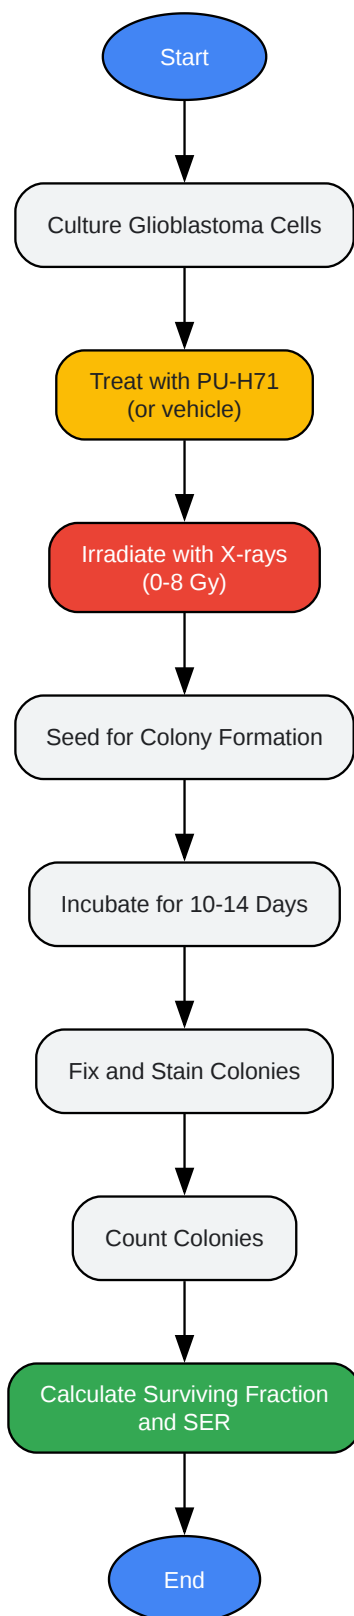 Start
Culture Glioblastoma Cells
Treat with PU-H71
(or vehicle)
Irradiate with X-rays
(0-8 Gy)
Seed for Colony Formation
Incubate for 10-14 Days
Fix and Stain Colonies
Count Colonies
Calculate Surviving Fraction
and SER
End